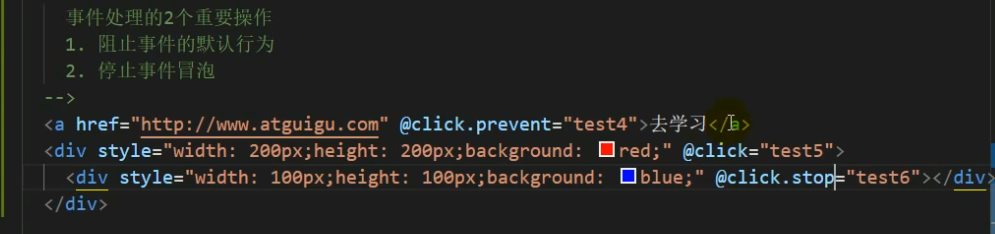 事件处理的2个重要操作
1. 阻止事件的默认行为
2. 停止事件冒泡
-->
<a href="http://www.atguigu.com" @click.prevent="test4">去学习</a>
<div style="width: 200px;height: 200px;background: red;" @click="test5">
<div style="width: 100px;height: 100px;background: blue;" @click.stop="test6"></div>
</div>